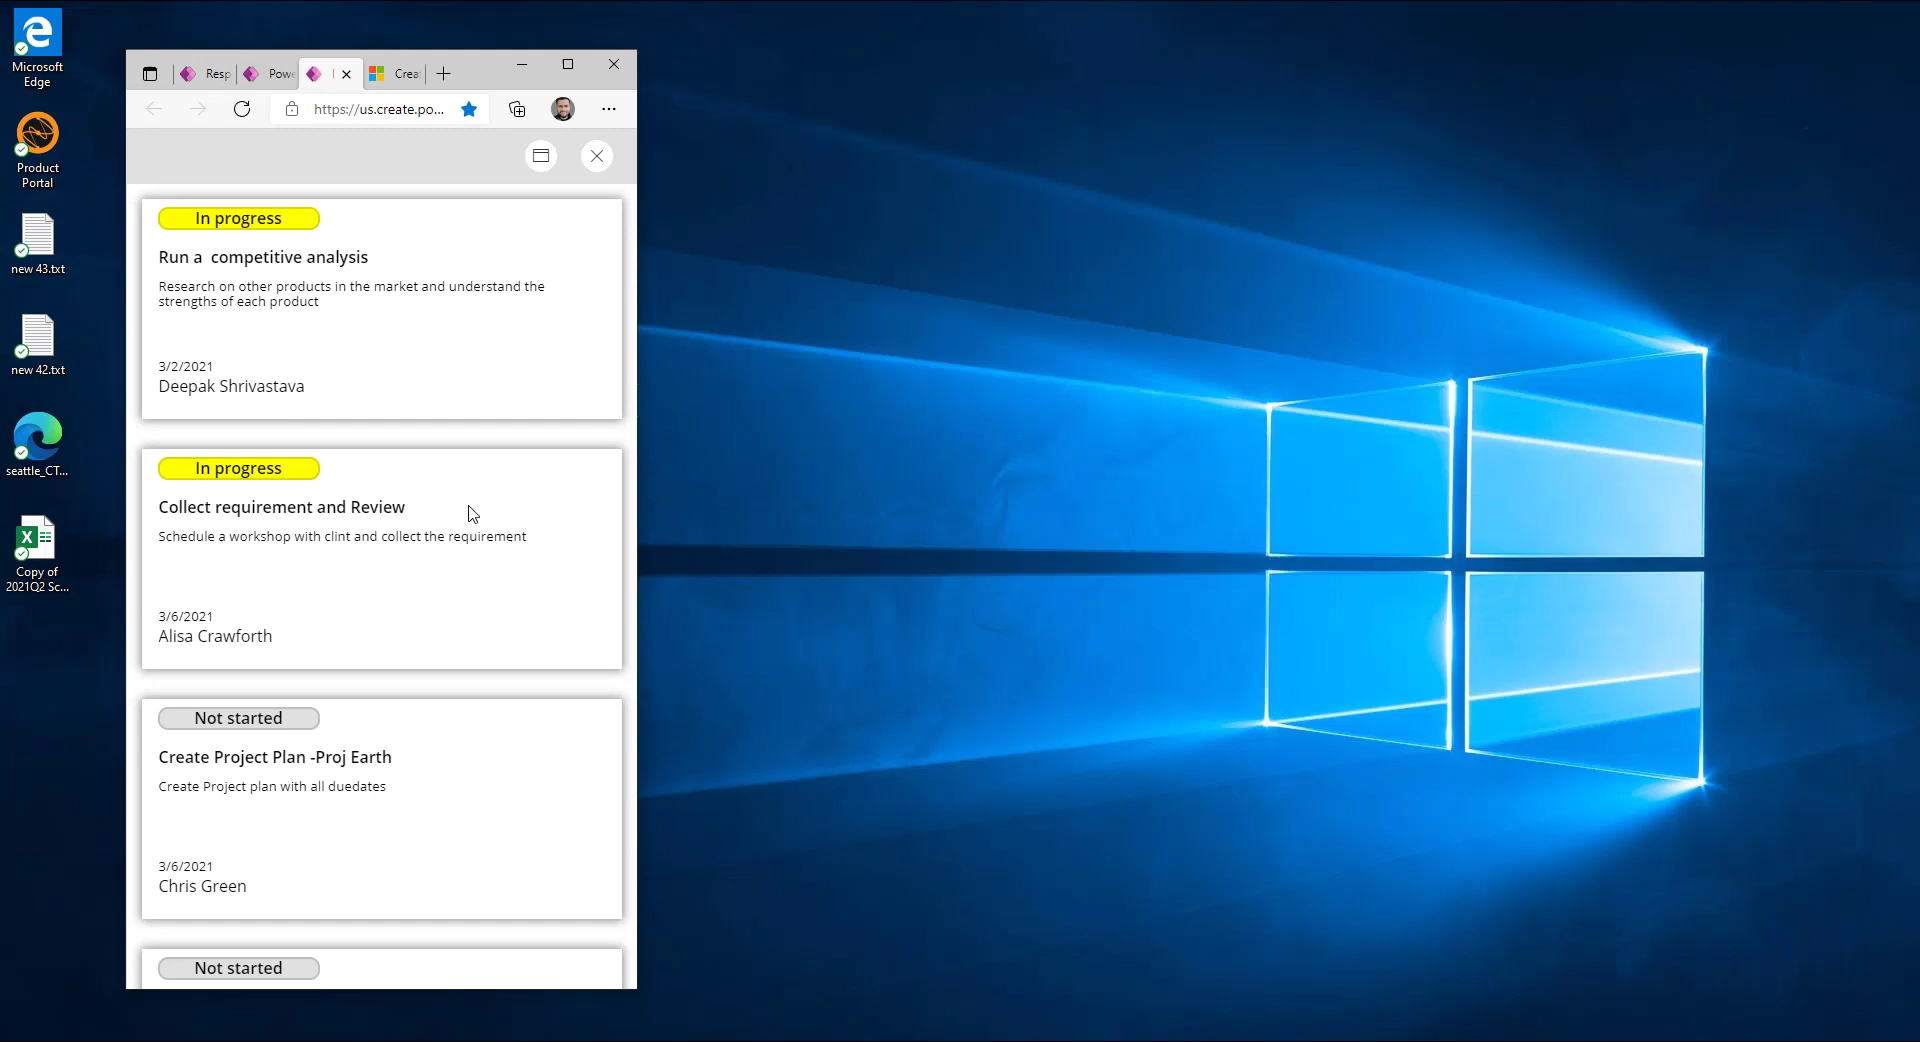 Microsoft
Edge
Product
Portal
new 43.txt
new 42.txt
seattle_CT...
Copy of
2021Q2 Sc...
Resp
Powe
Crea
https://us.create.po...
In progress
Run a  competitive analysis
Research on other products in the market and understand the
strengths of each product
3/2/2021
Deepak Shrivastava
In progress
Collect requirement and Review
Schedule a workshop with clint and collect the requirement
3/6/2021
Alisa Crawforth
Not started
Create Project Plan -Proj Earth
Create Project plan with all duedates
3/6/2021
Chris Green
Not started